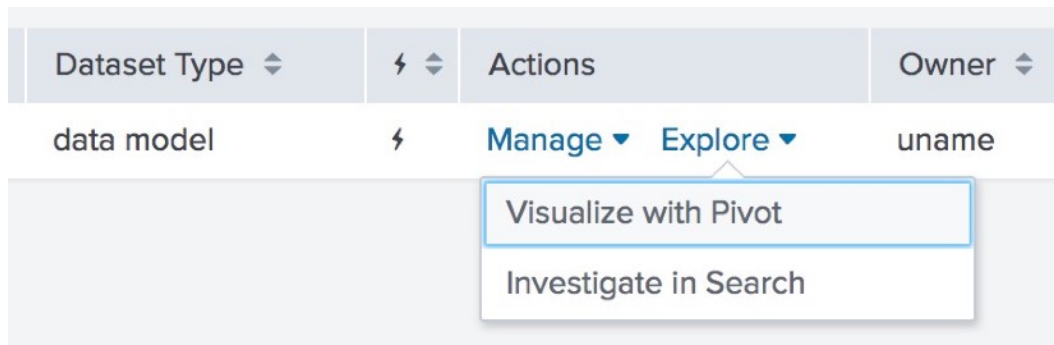 Dataset Type Actions Owner
data model Manage Explore uname
Visualize with Pivot
Investigate in Search